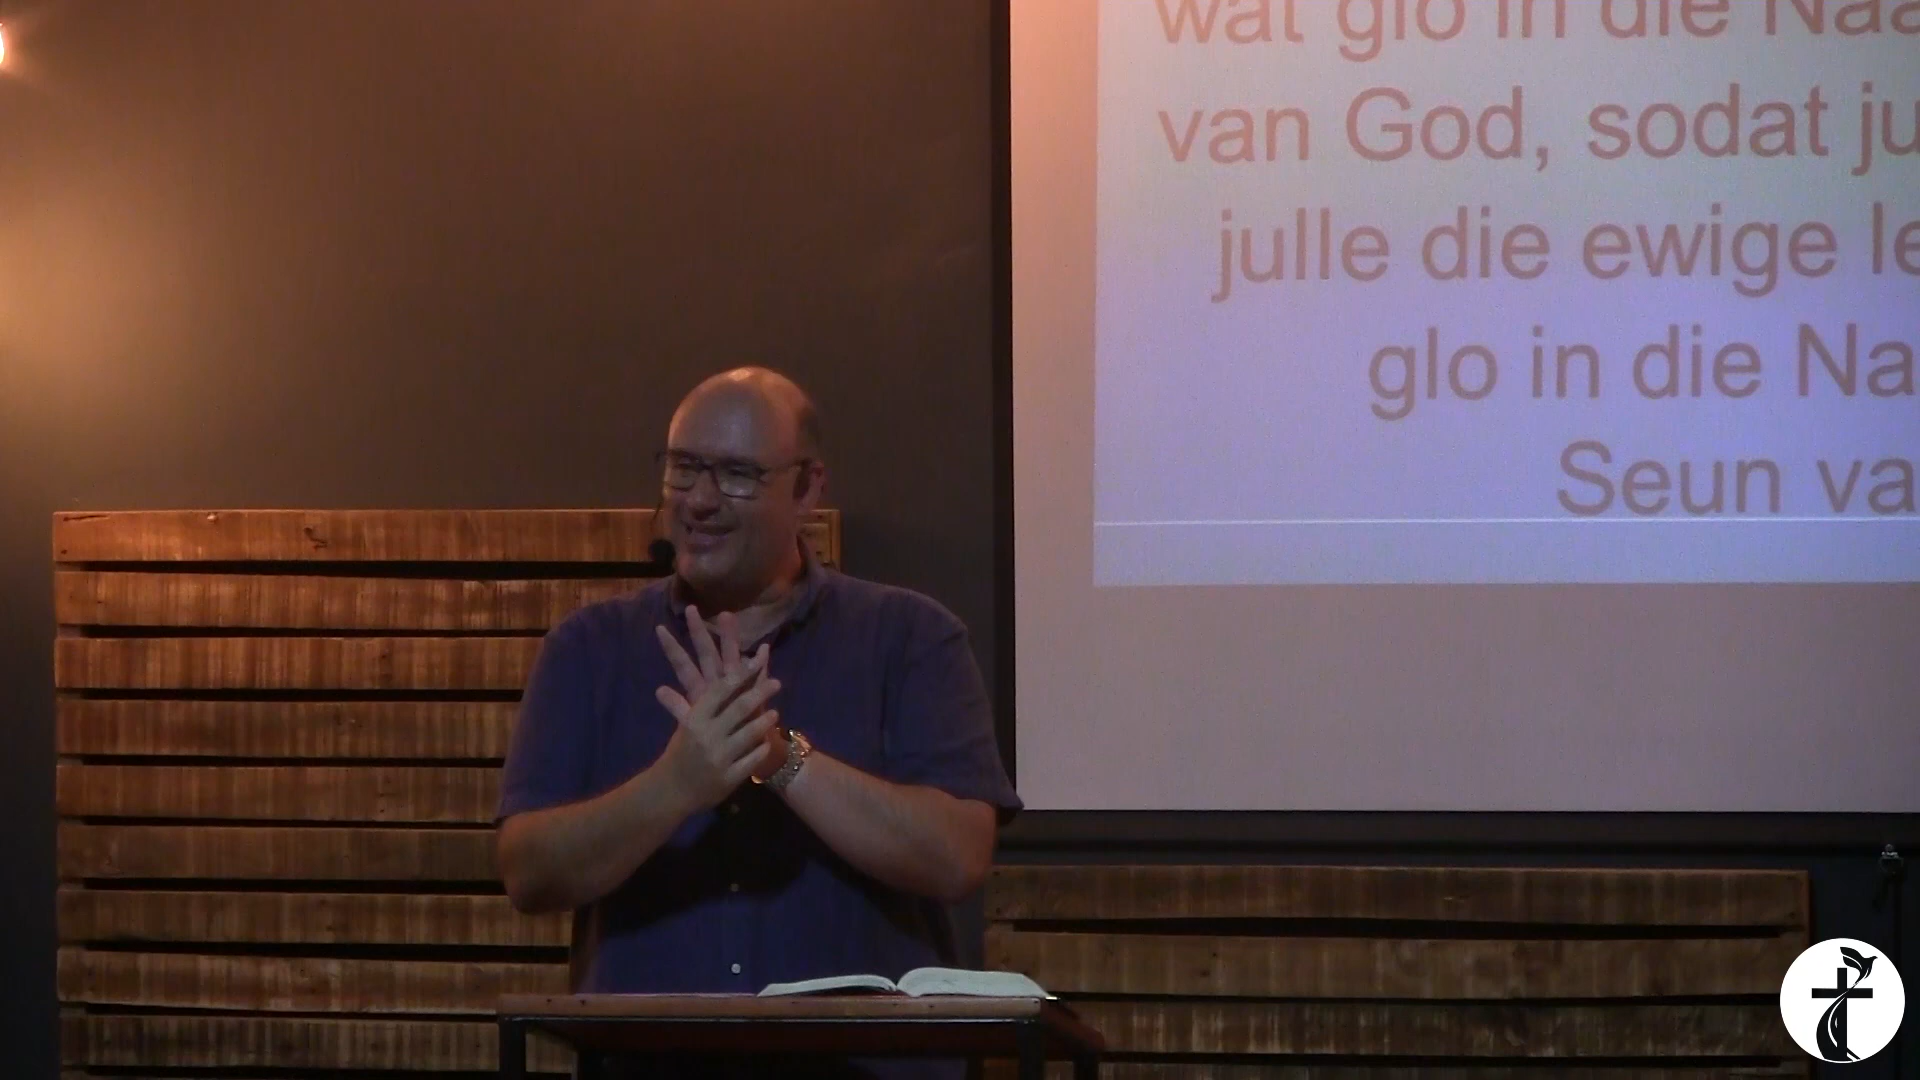 wat glo in die Naa
van God, sodat ju
julle die ewige le
glo in die Na
Seun va